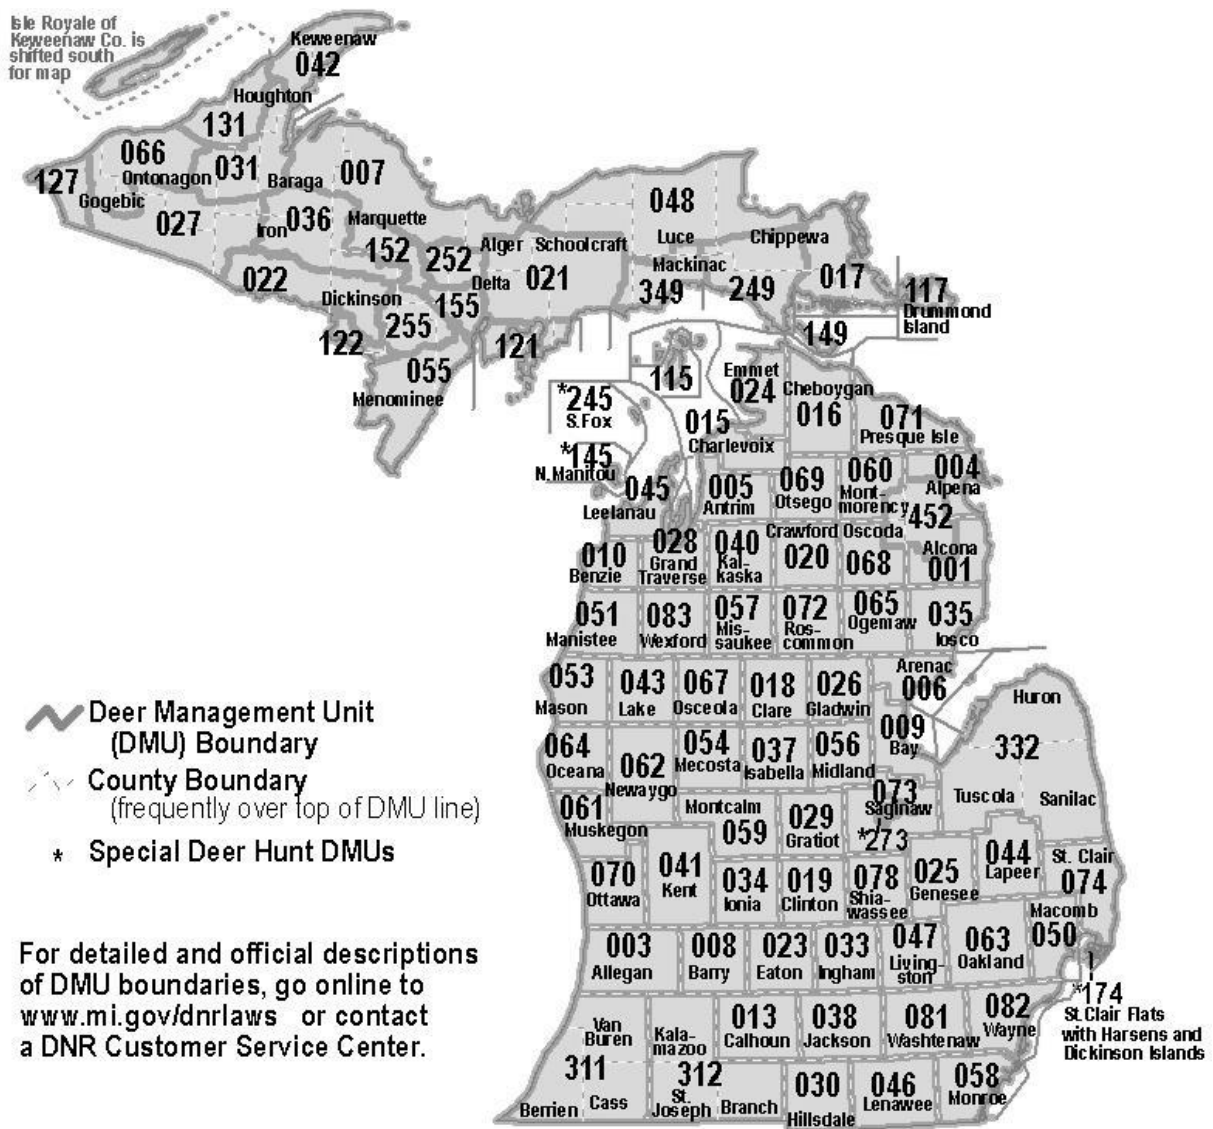 Isle Royale of
Keweenaw Co. is
shifted south
for map
Keweenaw
042
Houghton
131
066
Ontonagon
031
Baraga
007
127
Gogebic
027
Iron
036
Marquette
048
152
252
Alger
Schoolcraft
Luce
Chippewa
022
Dickinson
Delta
021
Mackinac
349
249
017
117
Drummond
Island
155
255
122
121
149
055
Menominee
115
Emmet
024
Cheboygan
016
*245
S.Fox
015
Charlevoix
071
Presque Isle
*145
N.Manitou
045
Leelanau
005
Antrim
069
Otsego
060
Mont-
morency
004
Alpena
452
010
Benzie
028
Grand
Traverse
040
Kal-
kaska
Crawford
020
Oscoda
068
Alcona
001
051
Manistee
083
Wexford
057
Mis-
saukee
072
Ros-
common
065
Ogemaw
035
Iosco
053
Mason
043
Lake
067
Osceola
018
Clare
026
Gladwin
Arenac
006
Huron
064
Oceana
062
Newaygo
054
Mecosta
037
Isabella
056
Midland
009
Bay
332
Tuscola
Sanilac
061
Muskegon
Montcalm
059
029
Gratiot
073
Saginaw
*273
070
Ottawa
041
Kent
034
Ionia
019
Clinton
078
Shia-
wassee
025
Genesee
044
Lapeer
St. Clair
074
003
Allegan
008
Barry
023
Eaton
033
Ingham
047
Living-
ston
063
Oakland
Macomb
050
*174
St.Clair Flats
with Harsens and
Dickinson Islands
Van
Buren
311
Berrien
Cass
Kala-
mazoo
312
St.
Joseph
Branch
013
Calhoun
038
Jackson
081
Washtenaw
082
Wayne
030
Hillsdale
046
Lenawee
058
Monroe
Deer Management Unit
(DMU) Boundary
County Boundary
(frequently over top of DMU line)
* Special Deer Hunt DMUs
For detailed and official descriptions
of DMU boundaries, go online to
www.mi.gov/dnrlaws or contact
a DNR Customer Service Center.